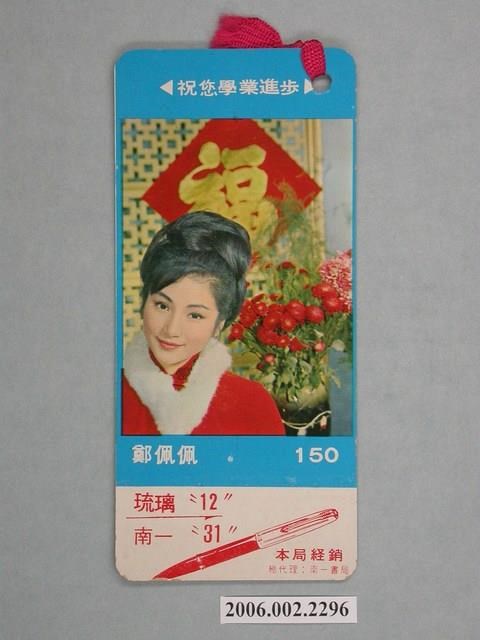 ◀祝您學業進步▶
福
鄭佩佩 150
琉璃 〝12〞
南一 〝31〞
本局経銷
總代理：南一書局
2006.002.2296